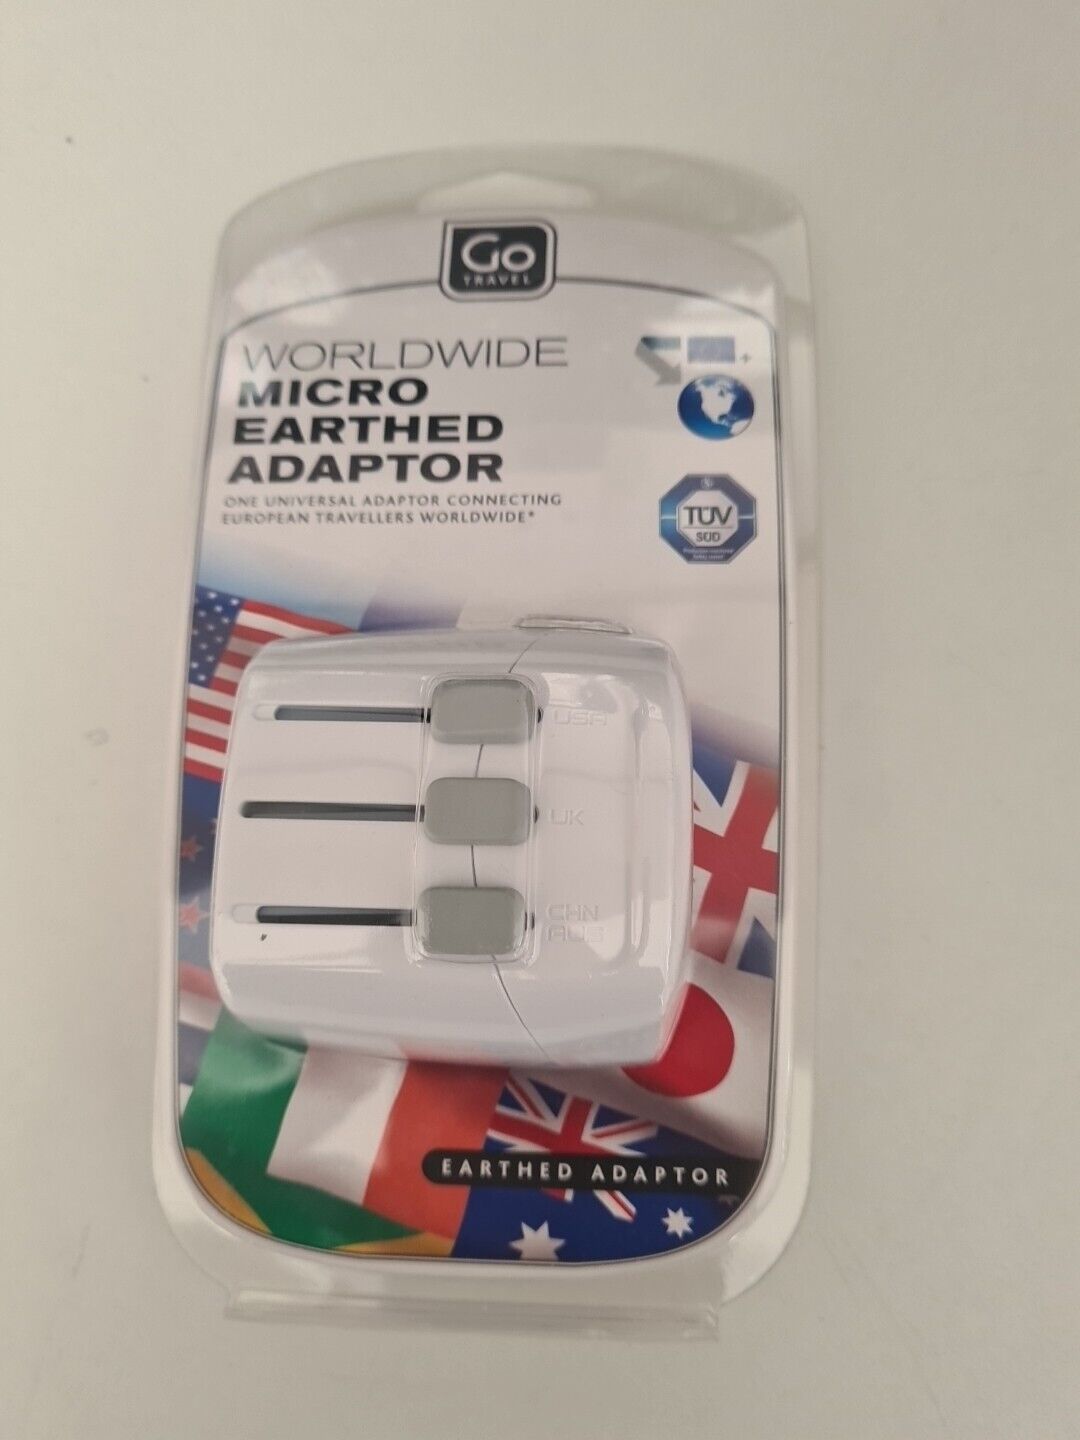 Go
TRAVEL
WORLDWIDE
MICRO
EARTHED
ADAPTOR
ONE UNIVERSAL ADAPTOR CONNECTING
EUROPEAN TRAVELLERS WORLDWIDE*
+
TÜV
SÜD
USA
UK
CHN
AUS
EARTHED ADAPTOR